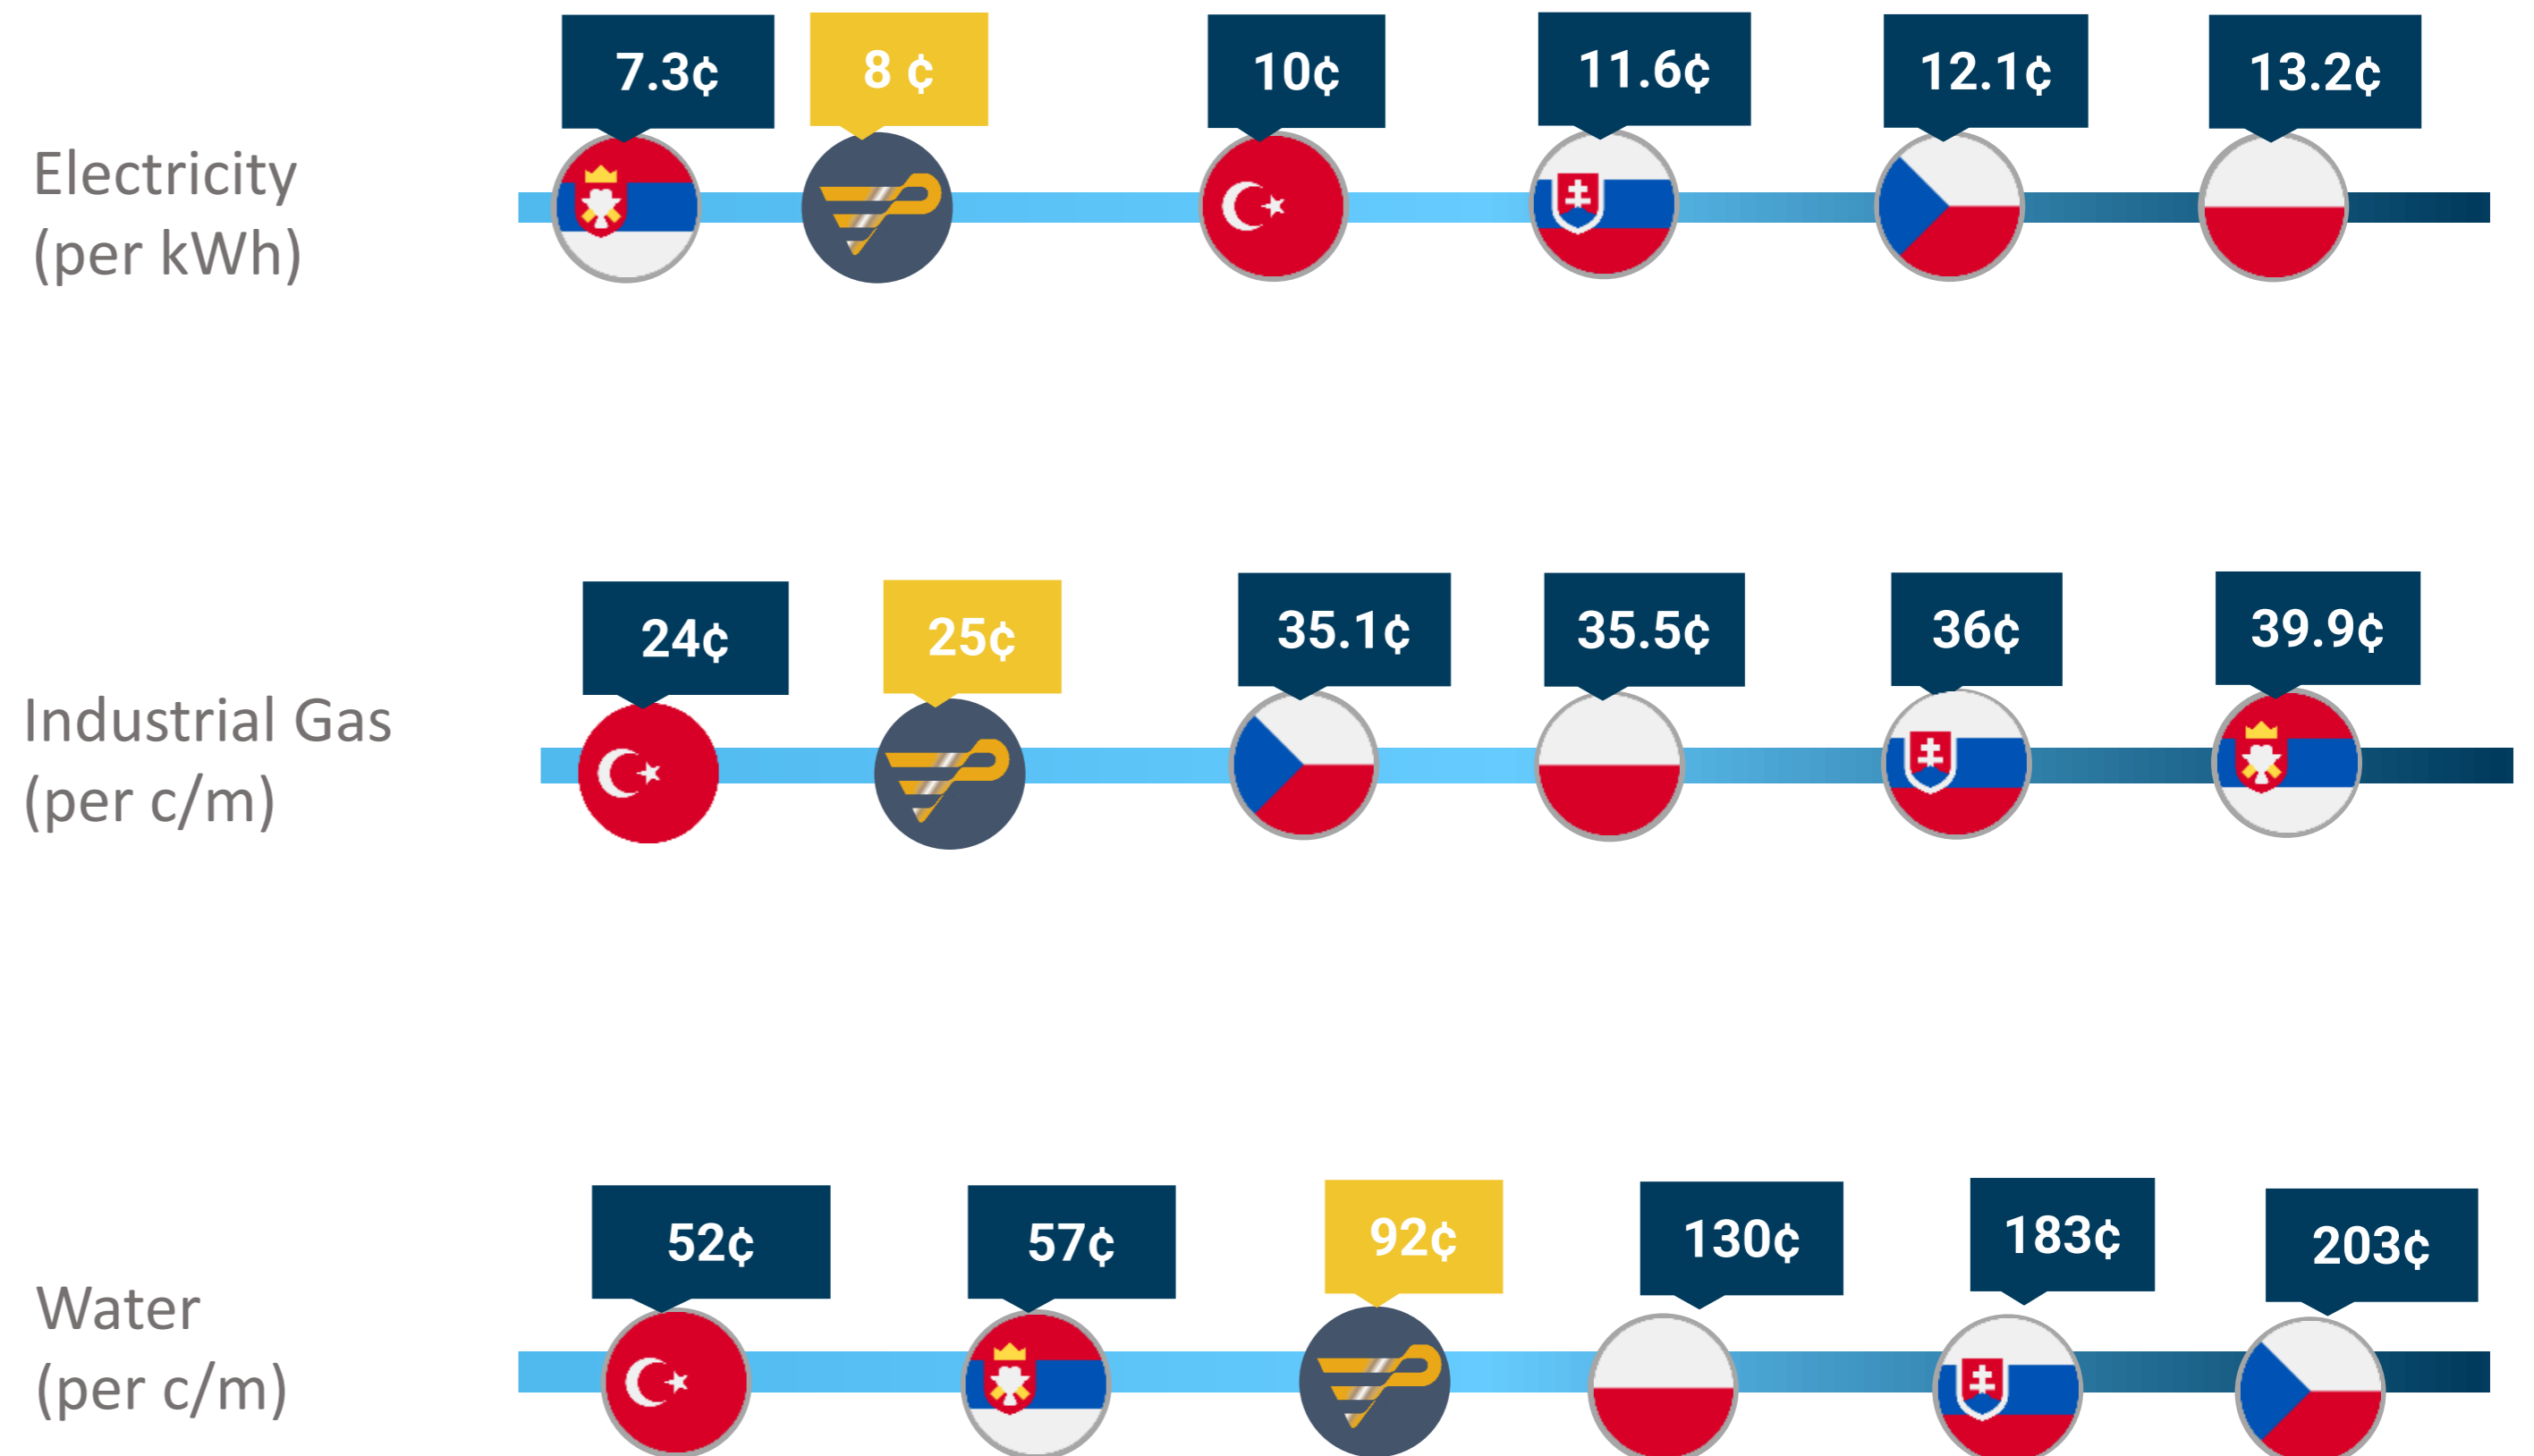 7.3¢ 8 ¢ 10¢ 11.6¢ 12.1¢ 13.2¢
Electricity
(per kWh)
24¢ 25¢ 35.1¢ 35.5¢ 36¢ 39.9¢
Industrial Gas
(per c/m)
52¢ 57¢ 92¢ 130¢ 183¢ 203¢
Water
(per c/m)